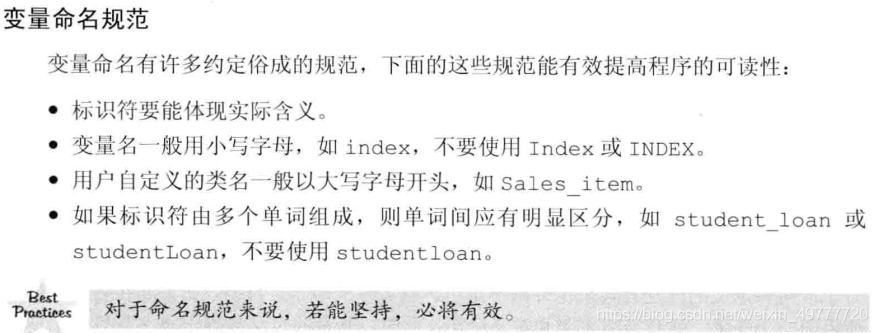 变量命名规范
变量命名有许多约定俗成的规范，下面的这些规范能有效提高程序的可读性：
● 标识符要能体现实际含义。
● 变量名一般用小写字母，如 index，不要使用 Index 或 INDEX。
● 用户自定义的类名一般以大写字母开头，如 Sales_item。
● 如果标识符由多个单词组成，则单词间应有明显区分，如 student_loan 或
studentLoan，不要使用 studentloan。
Best
Practices
对于命名规范来说，若能坚持，必将有效。
https://blog.csdn.net/weixin_49777720